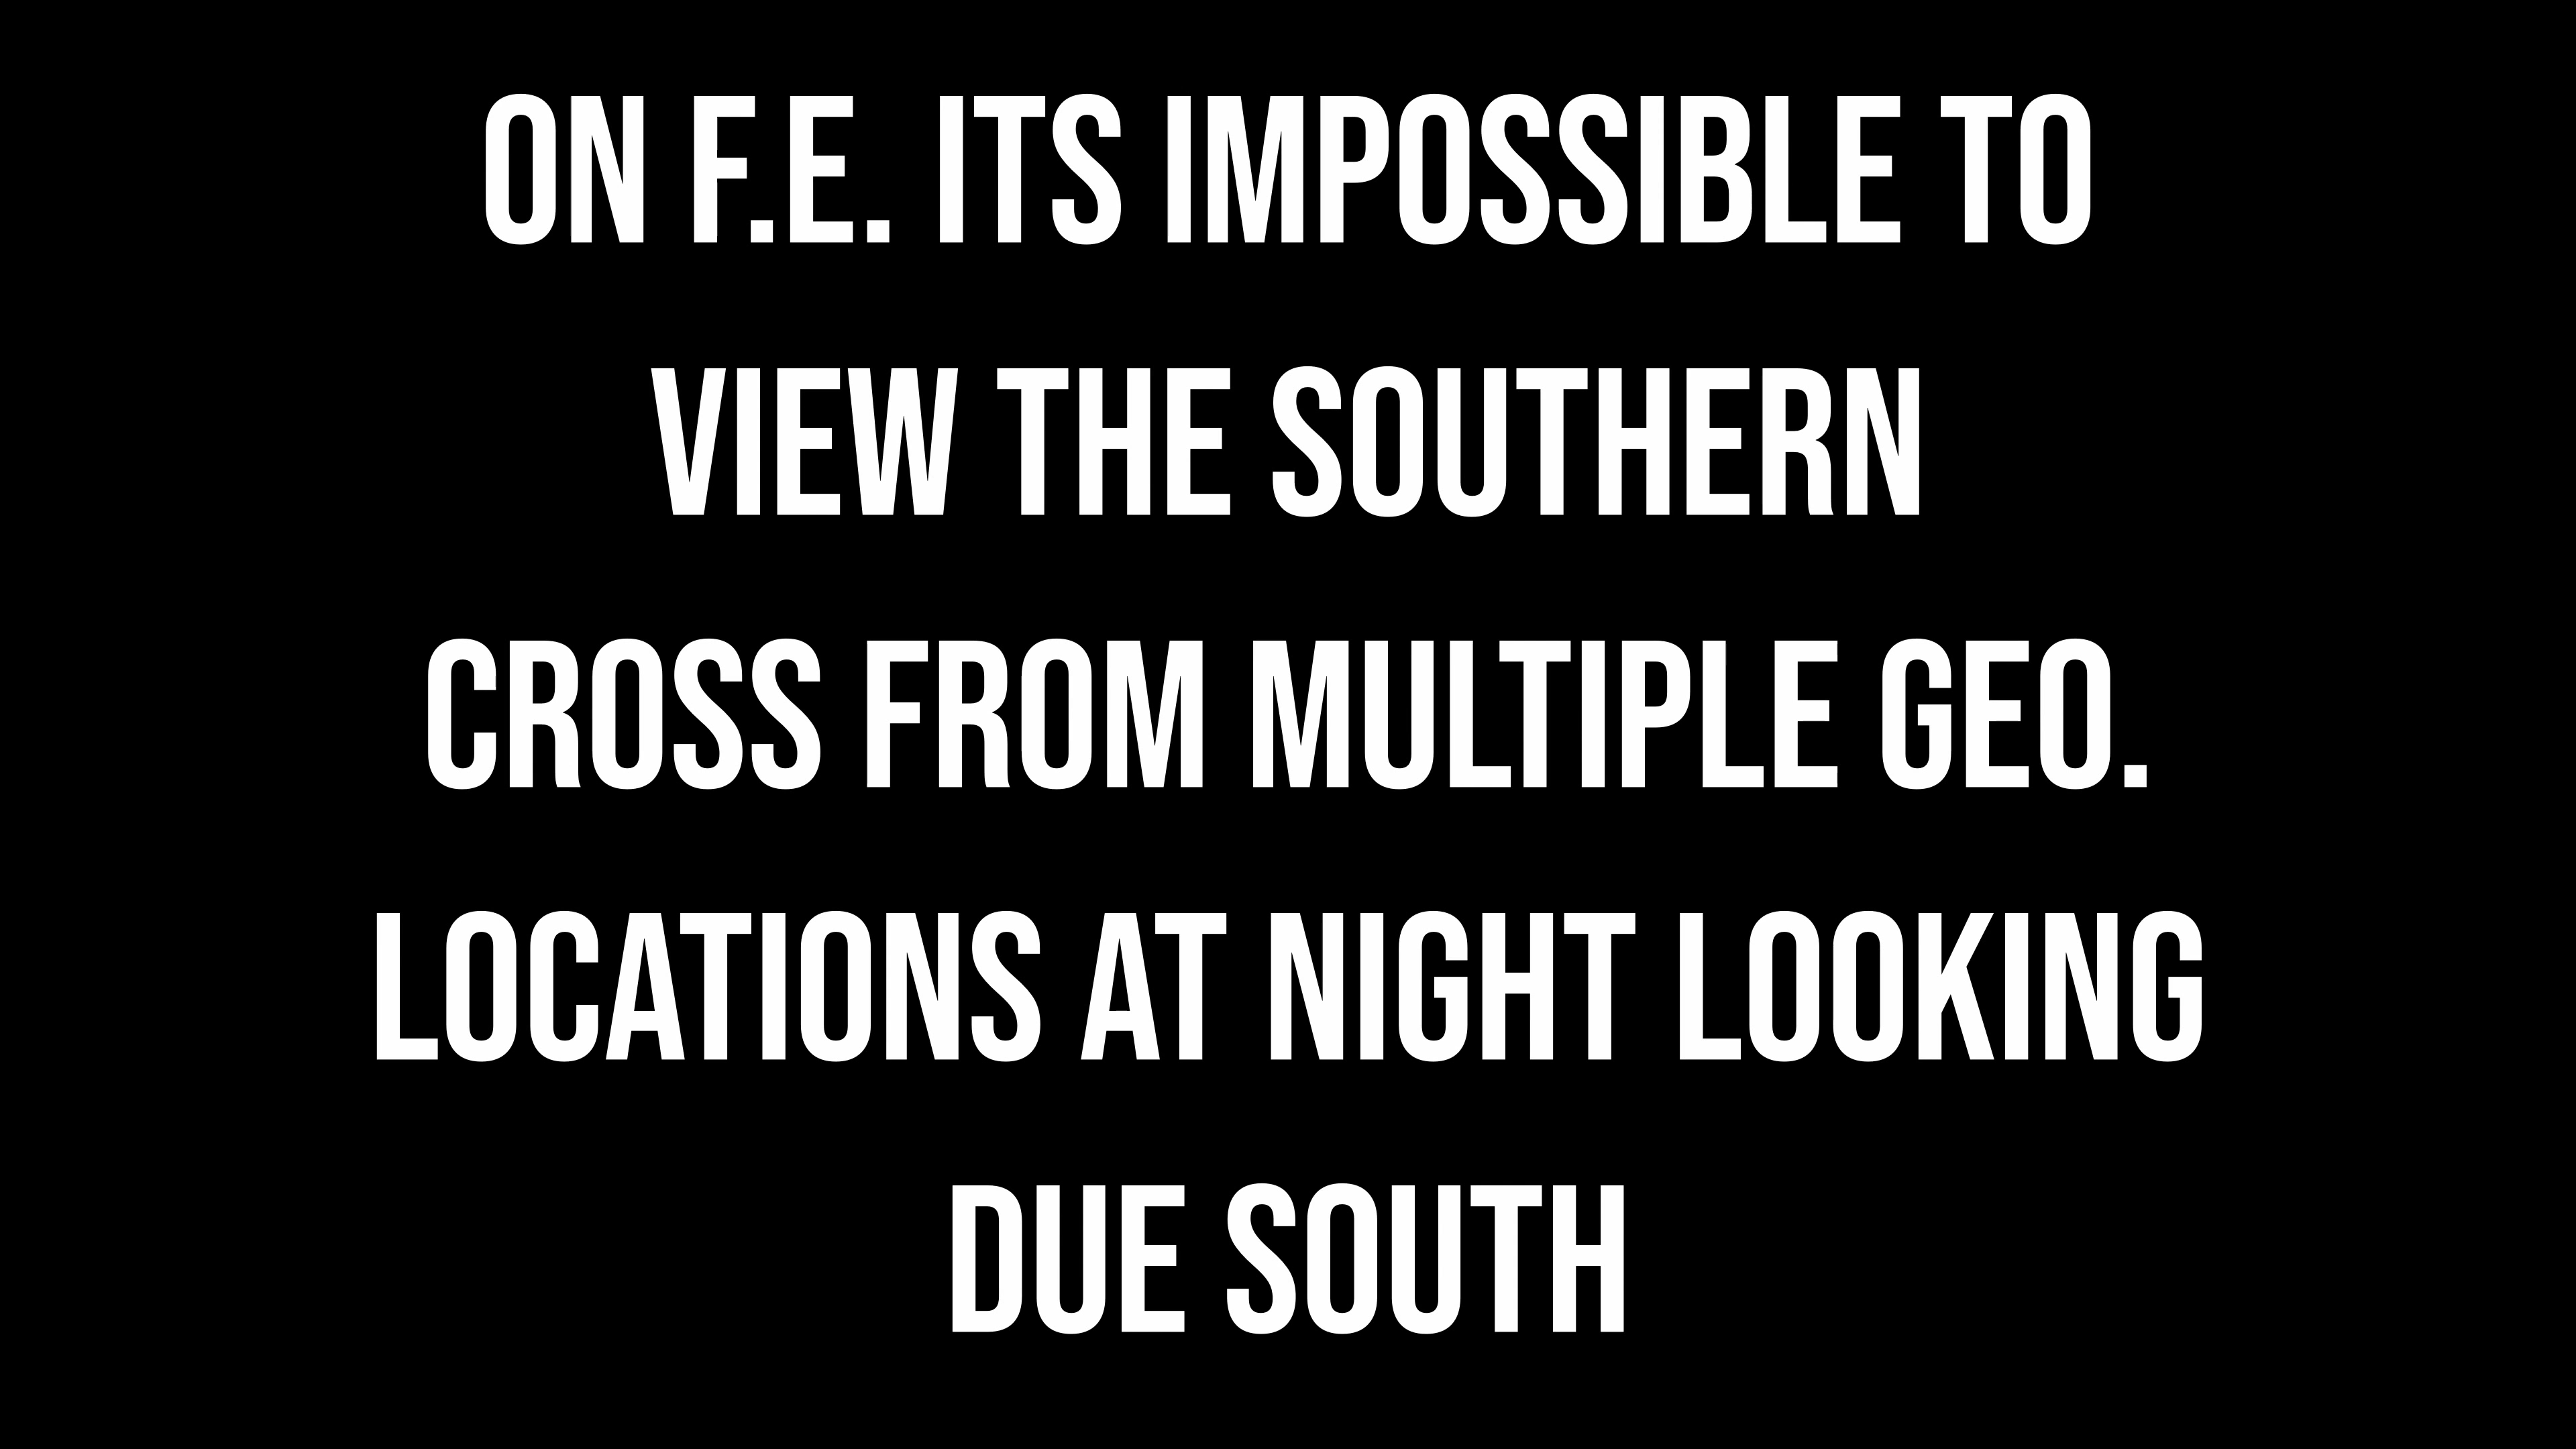 ON F.E. ITS IMPOSSIBLE TO
VIEW THE SOUTHERN
CROSS FROM MULTIPLE GEO.
LOCATIONS AT NIGHT LOOKING
DUE SOUTH